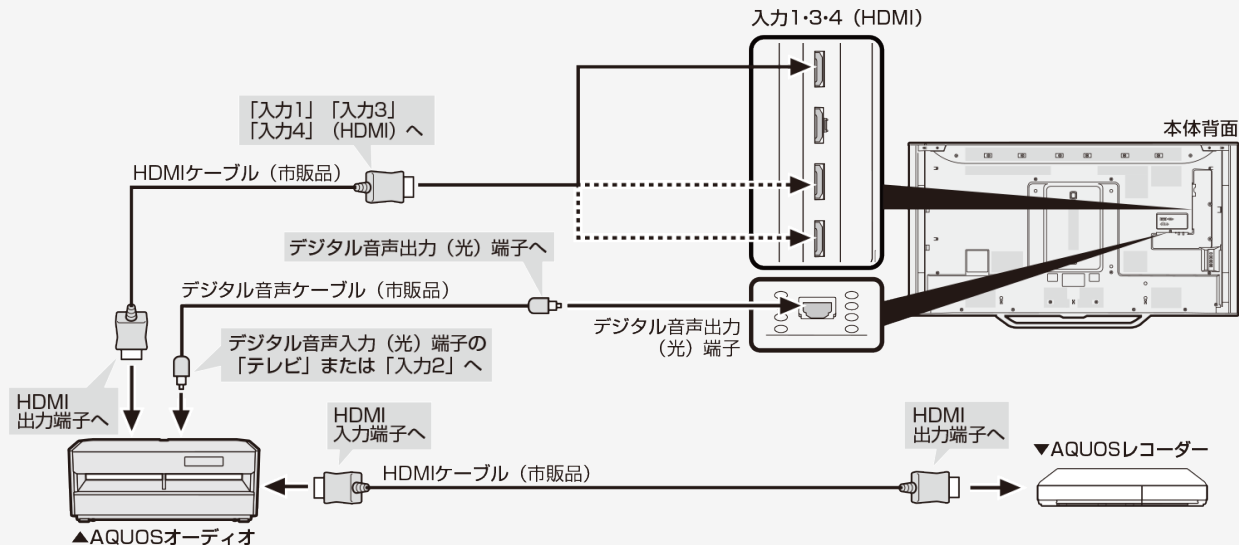 入力1・3・4（HDMI）
本体背面
「入力1」「入力3」
「入力4」（HDMI）へ
HDMIケーブル（市販品）
デジタル音声出力（光）端子へ
デジタル音声ケーブル（市販品）
デジタル音声出力
（光）端子
デジタル音声入力（光）端子の
「テレビ」または「入力2」へ
HDMI
出力端子へ
HDMI
入力端子へ
HDMI
出力端子へ
HDMIケーブル（市販品）
▼AQUOSレコーダー
▲AQUOSオーディオ